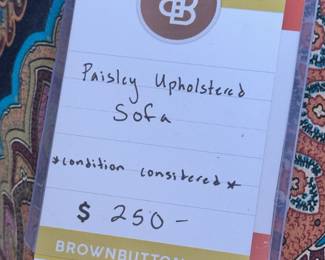 B
Paisley Upholstered
Sofa
*condition considered*
$ 250-
BROWNBUTTON